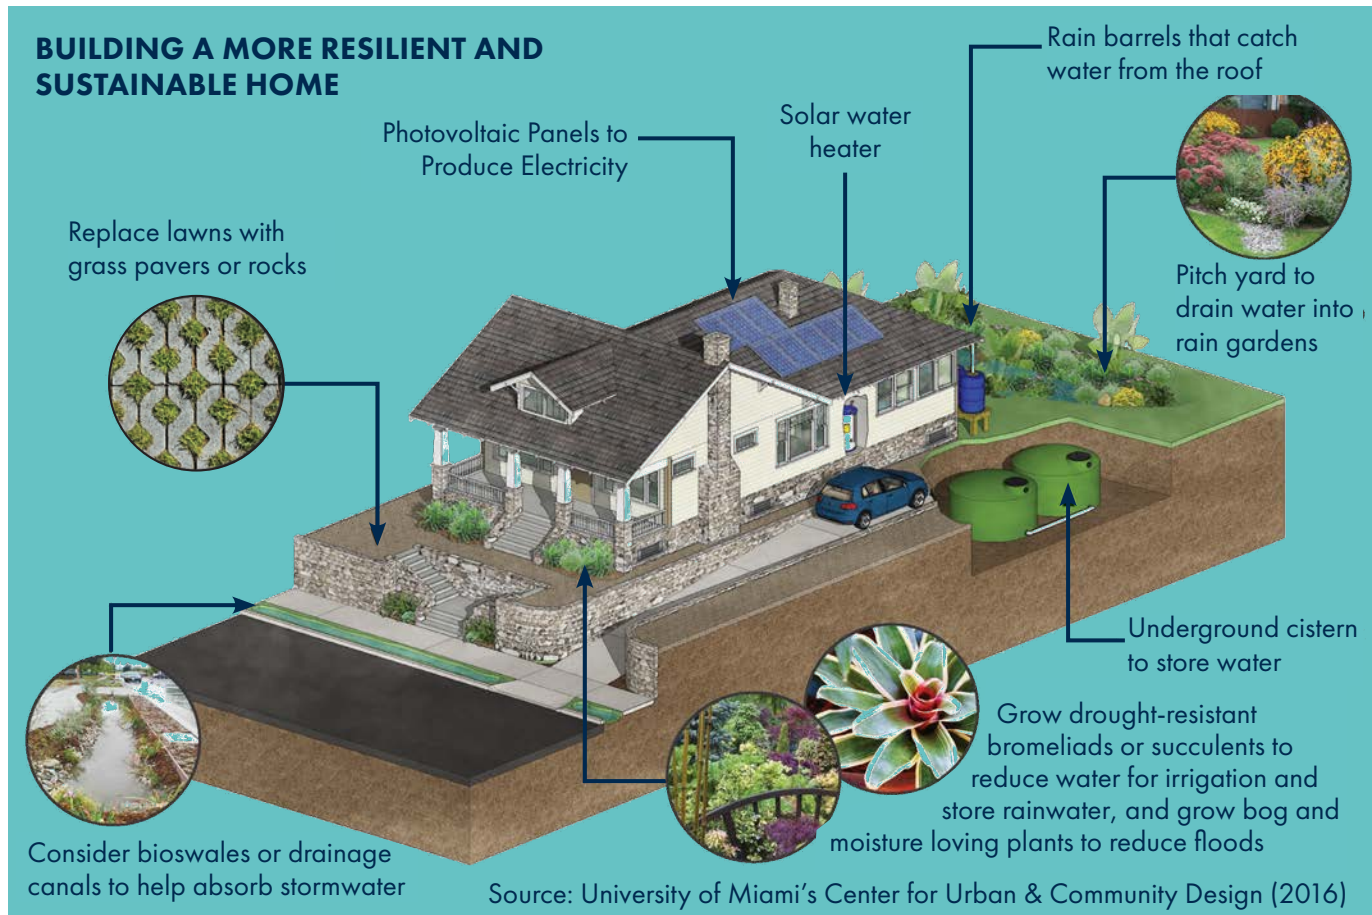 BUILDING A MORE RESILIENT AND
SUSTAINABLE HOME
Rain barrels that catch
water from the roof
Solar water
heater
Photovoltaic Panels to
Produce Electricity
Replace lawns with
grass pavers or rocks
Pitch yard to
drain water into
rain gardens
Underground cistern
to store water
Grow drought-resistant
bromeliads or succulents to
reduce water for irrigation and
store rainwater, and grow bog and
moisture loving plants to reduce floods
Consider bioswales or drainage
canals to help absorb stormwater
Source: University of Miami’s Center for Urban & Community Design (2016)